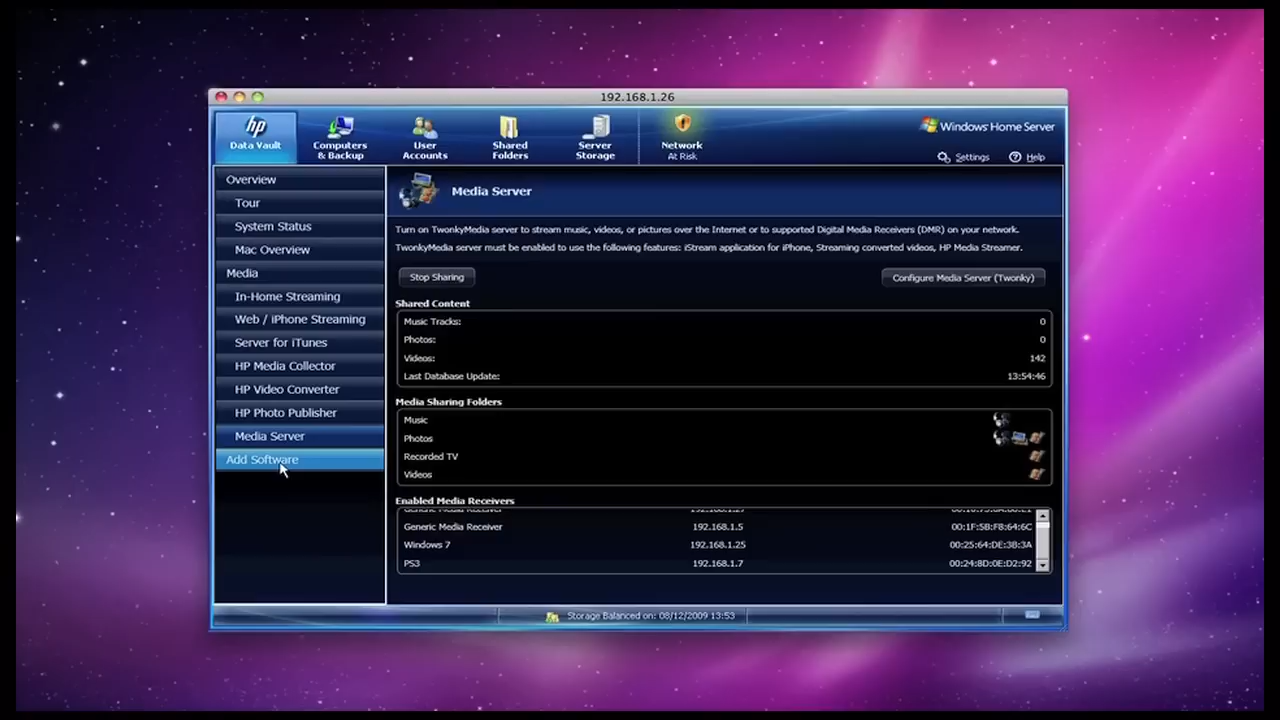 192.168.1.26
hp
Data Vault
Computers
& Backup
User
Accounts
Shared
Folders
Server
Storage
Network
At Risk
Windows Home Server
Settings
Help
Overview
Tour
System Status
Mac Overview
Media
In-Home Streaming
Web / iPhone Streaming
Server for iTunes
HP Media Collector
HP Video Converter
HP Photo Publisher
Media Server
Add Software
Media Server
Turn on TwonkyMedia server to stream music, videos, or pictures over the Internet or to supported Digital Media Receivers (DMR) on your network.
TwonkyMedia server must be enabled to use the following features: iStream application for iPhone, Streaming converted videos, HP Media Streamer.
Stop Sharing
Configure Media Server (Twonky)
Shared Content
Music Tracks: 0
Photos: 0
Videos: 142
Last Database Update: 13:54:46
Media Sharing Folders
Music
Photos
Recorded TV
Videos
Enabled Media Receivers
Generic Media Receiver
Generic Media Receiver 192.168.1.5 00:1F:5B:F8:64:6C
Windows 7 192.168.1.25 00:25:64:DE:3B:3A
PS3 192.168.1.7 00:24:8D:0E:D2:92
Storage Balanced on: 08/12/2009 13:53